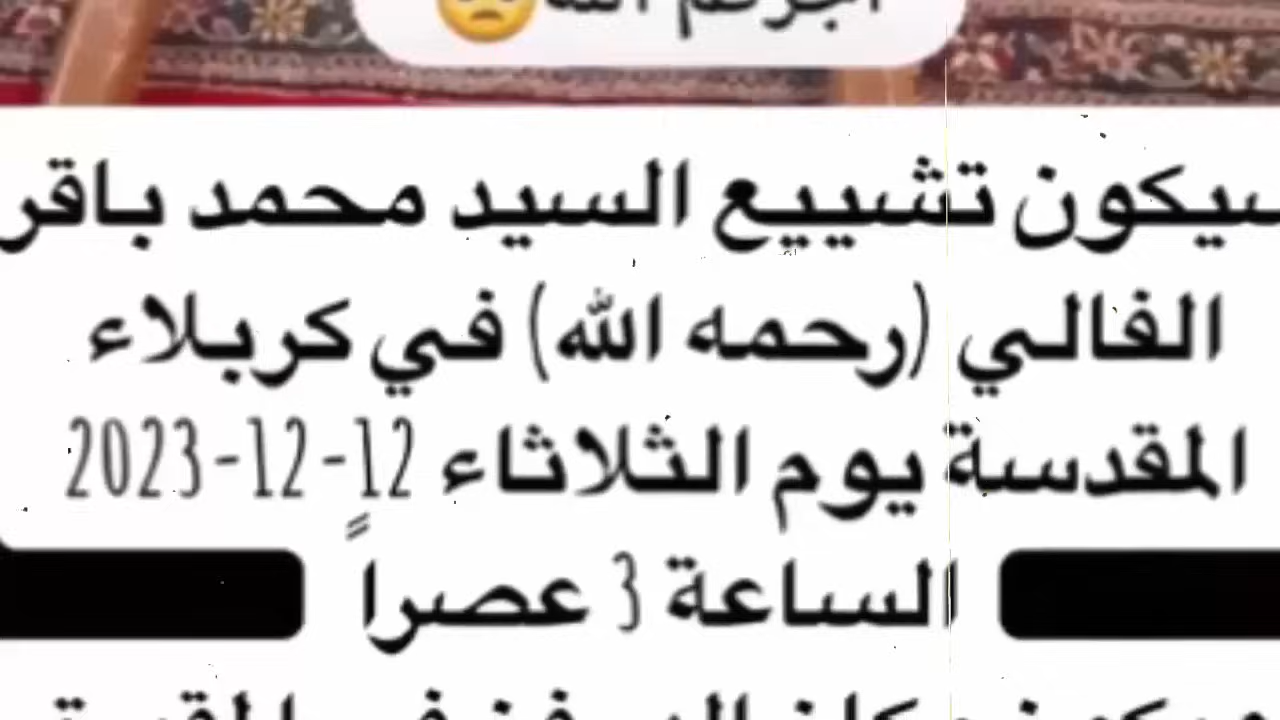 سيكون تشييع السيد محمد باقر
الفالي (رحمه الله) في كربلاء
المقدسة يوم الثلاثاء 12-12-2023
الساعة 3 عصراً